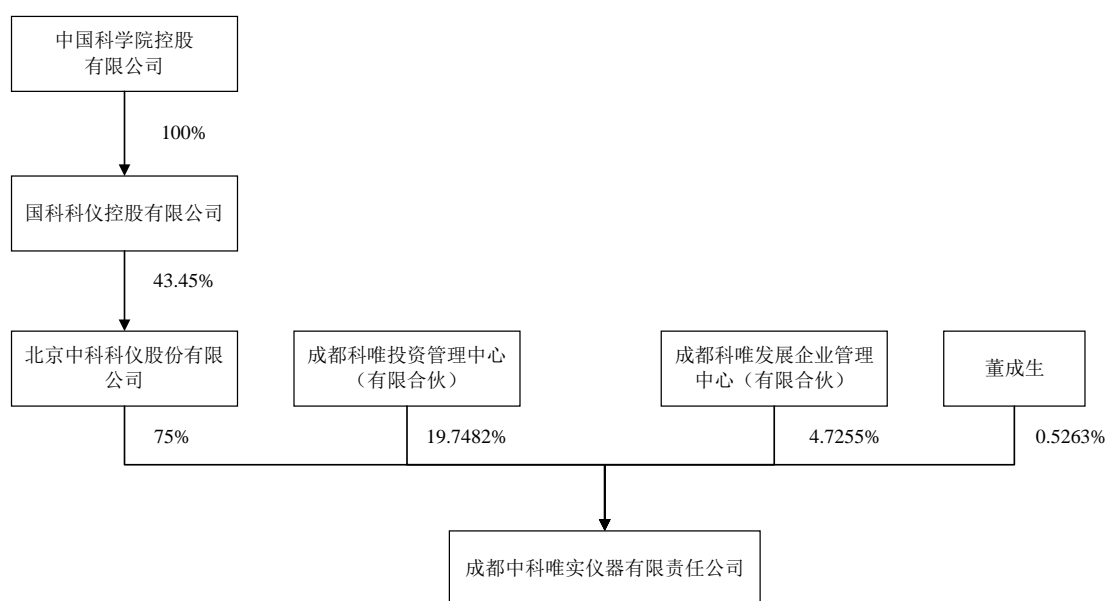 中国科学院控股
有限公司
100%
国科科仪控股有限公司
43.45%
北京中科科仪股份有限
公司
成都科唯投资管理中心
（有限合伙）
成都科唯发展企业管理
中心（有限合伙）
董成生
75%
19.7482%
4.7255%
0.5263%
成都中科唯实仪器有限责任公司